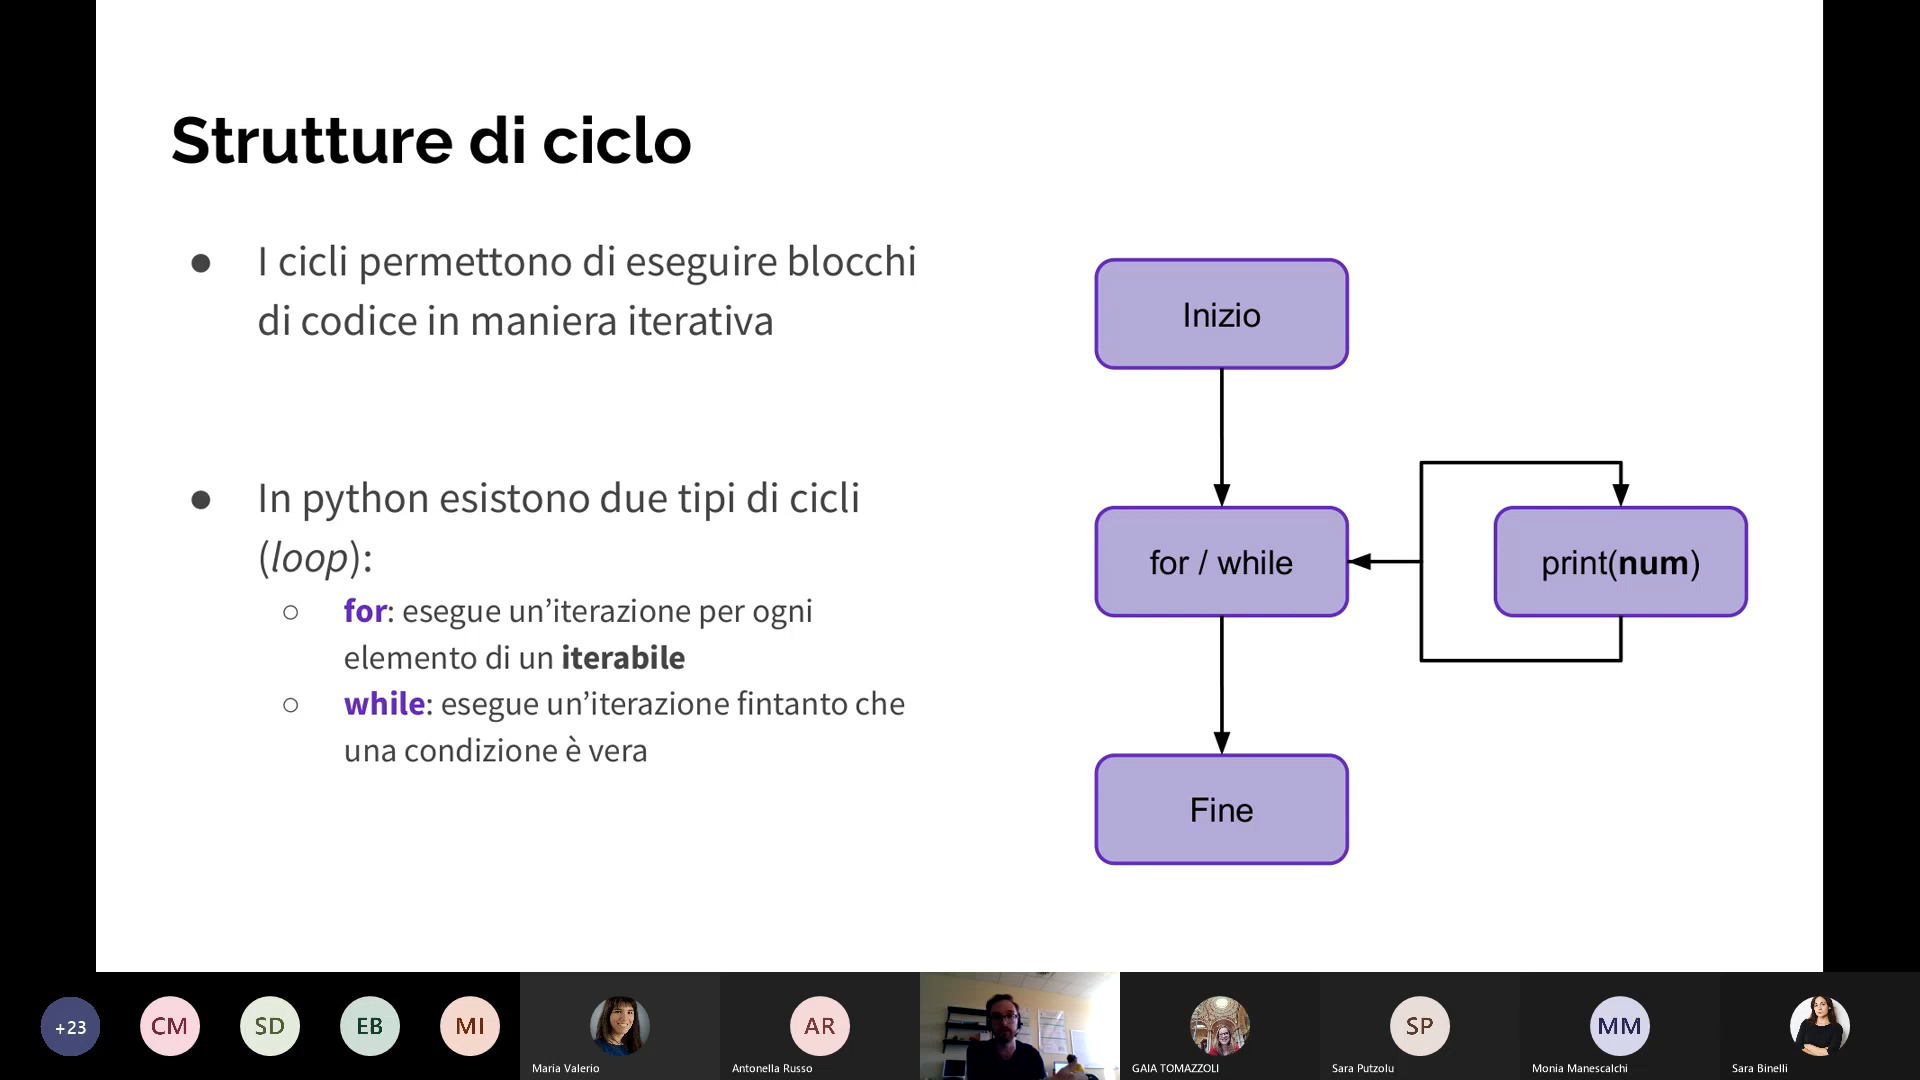 Strutture di ciclo
● I cicli permettono di eseguire blocchi
di codice in maniera iterativa
● In python esistono due tipi di cicli
(loop):
○ for: esegue un’iterazione per ogni
elemento di un iterabile
○ while: esegue un’iterazione fintanto che
una condizione è vera
Inizio
for / while
print(num)
Fine
+23
CM
SD
EB
MI
Maria Valerio
AR
Antonella Russo
GAIA TOMAZZOLI
SP
Sara Putzolu
MM
Monia Manescalchi
Sara Binelli